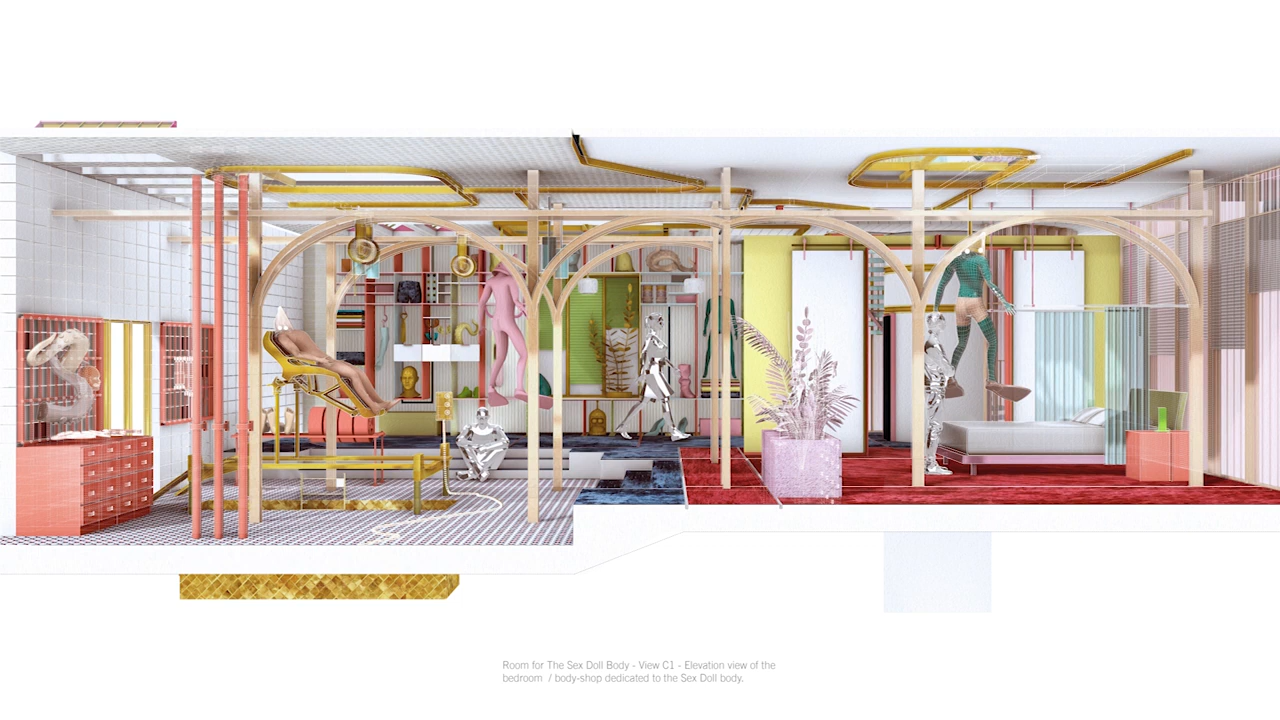 Room for The Sex Doll Body - View C1 - Elevation view of the
bedroom / body-shop dedicated to the Sex Doll body.